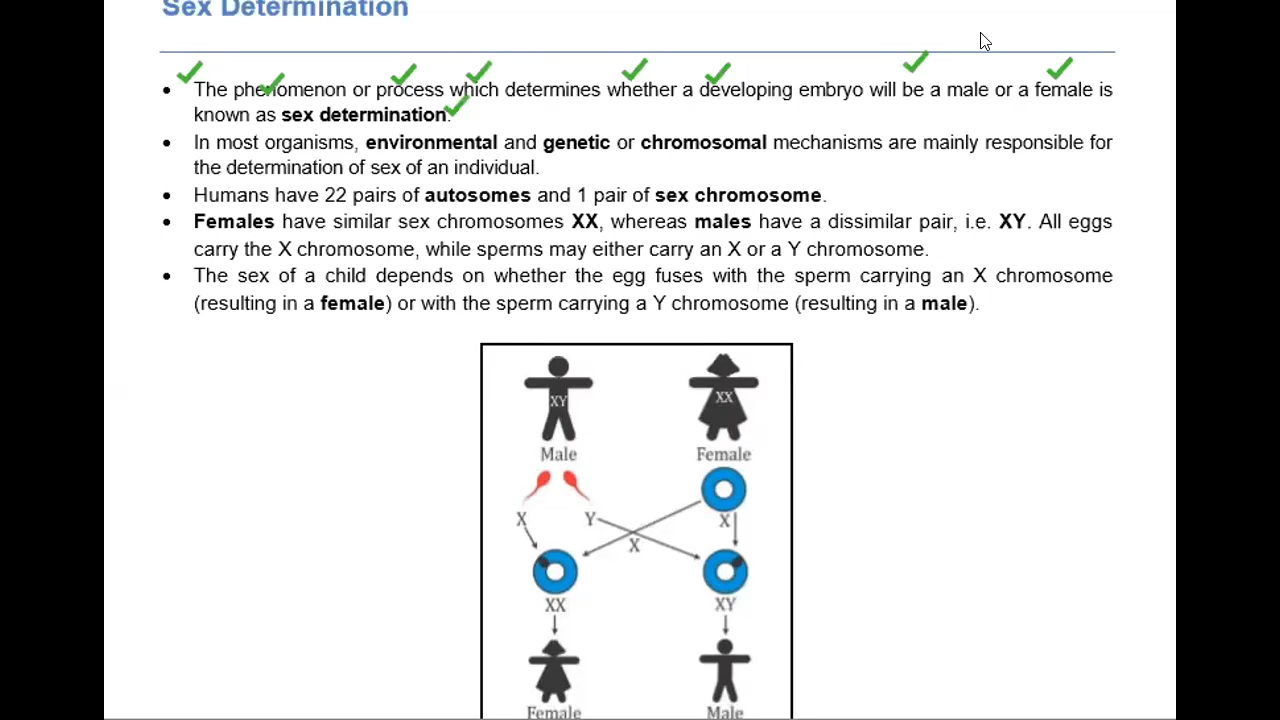 Sex Determination
• The phenomenon or process which determines whether a developing embryo will be a male or a female is
known as sex determination.
• In most organisms, environmental and genetic or chromosomal mechanisms are mainly responsible for
the determination of sex of an individual.
• Humans have 22 pairs of autosomes and 1 pair of sex chromosome.
• Females have similar sex chromosomes XX, whereas males have a dissimilar pair, i.e. XY. All eggs
carry the X chromosome, while sperms may either carry an X or a Y chromosome.
• The sex of a child depends on whether the egg fuses with the sperm carrying an X chromosome
(resulting in a female) or with the sperm carrying a Y chromosome (resulting in a male).
XY XX
Male Female
X Y X
X
XX XY
Female Male